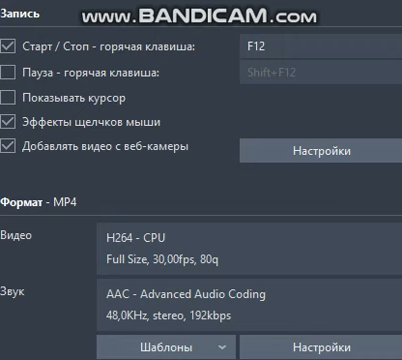 www.BANDICAM.com
Запись
Старт / Стоп - горячая клавиша:
F12
Пауза - горячая клавиша:
Shift+F12
Показывать курсор
Эффекты щелчков мыши
Добавлять видео с веб-камеры
Настройки
Формат - MP4
Видео
H264 - CPU
Full Size, 30,00fps, 80q
Звук
AAC - Advanced Audio Coding
48,0KHz, stereo, 192kbps
Шаблоны
Настройки